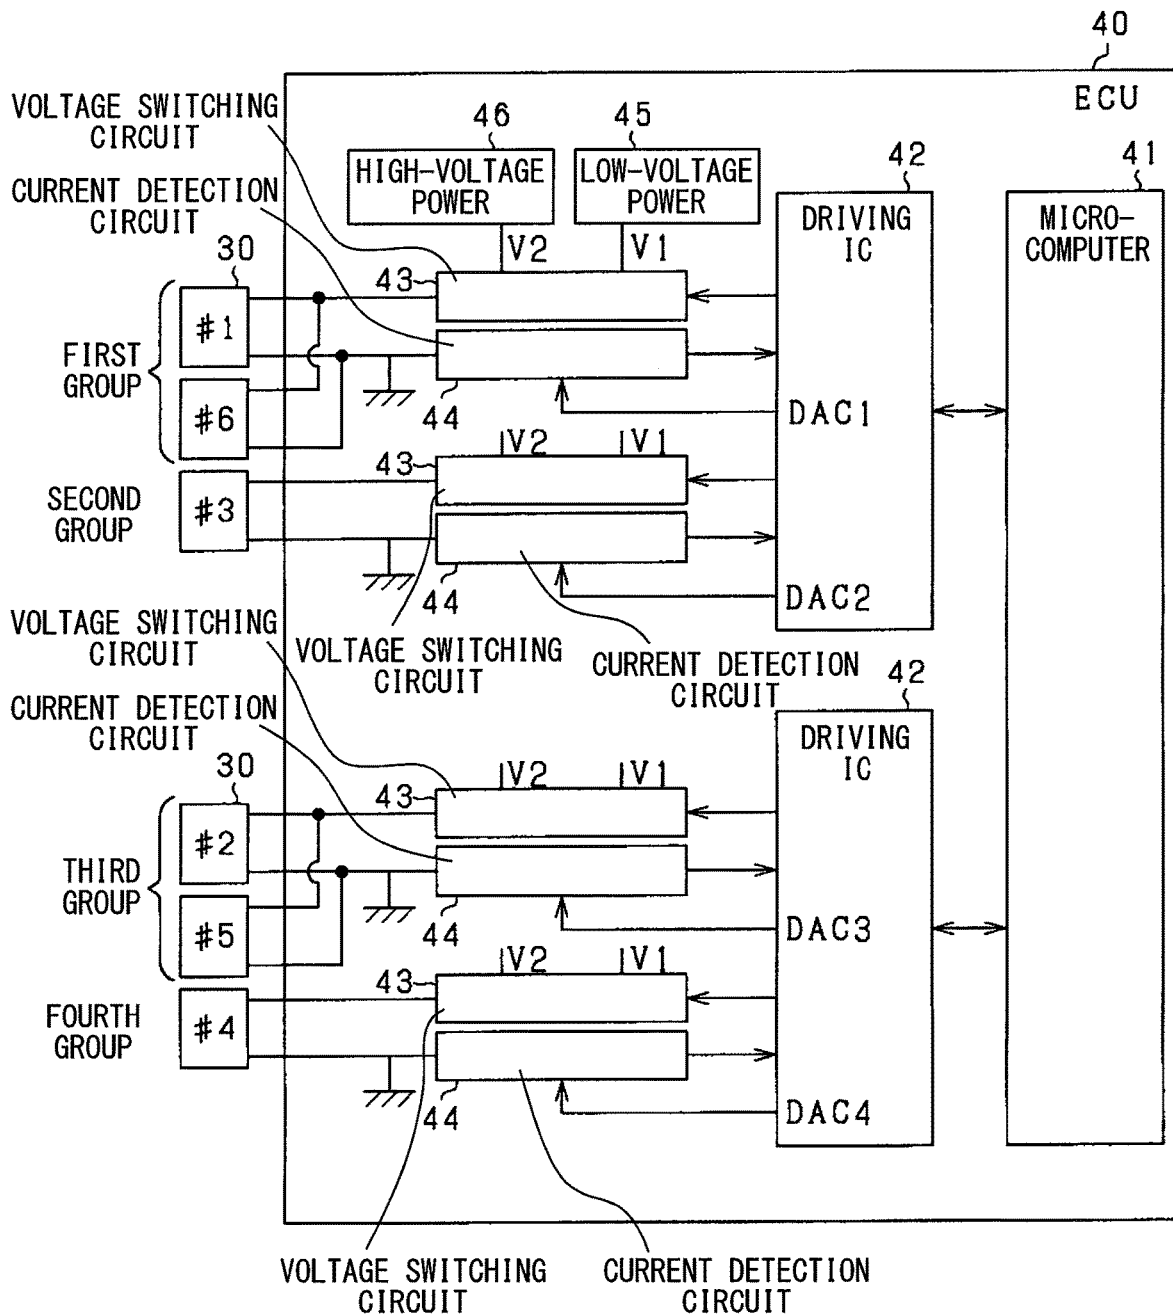 40
ECU
VOLTAGE SWITCHING
CIRCUIT
46
45
HIGH-VOLTAGE
POWER
LOW-VOLTAGE
POWER
42
41
CURRENT DETECTION
CIRCUIT
DRIVING
IC
MICRO-
COMPUTER
30
V2
V1
43
#1
FIRST
GROUP
#6
44
DAC1
43
V2
V1
SECOND
GROUP
#3
44
DAC2
VOLTAGE SWITCHING
CIRCUIT
VOLTAGE SWITCHING
CIRCUIT
CURRENT DETECTION
CIRCUIT
42
CURRENT DETECTION
CIRCUIT
DRIVING
IC
30
V2
V1
43
#2
THIRD
GROUP
#5
44
DAC3
43
V2
V1
FOURTH
GROUP
#4
44
DAC4
VOLTAGE SWITCHING
CIRCUIT
CURRENT DETECTION
CIRCUIT